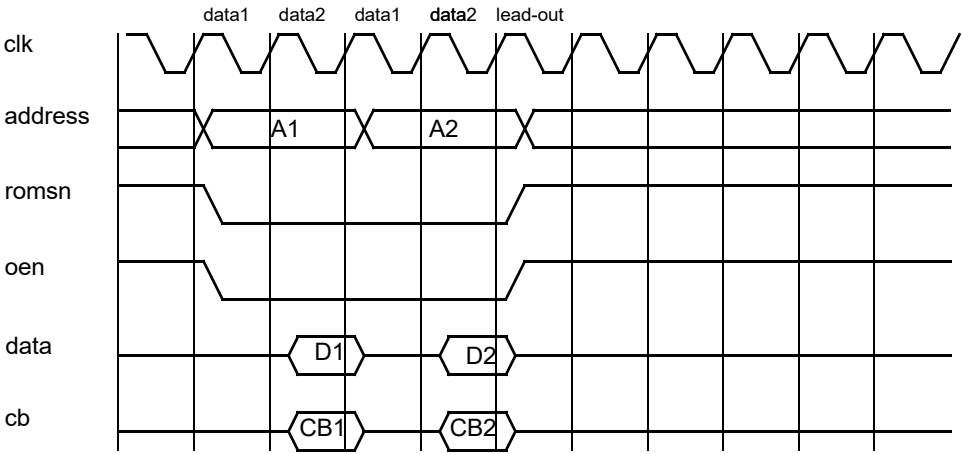 data1 data2 data1 data2 lead-out
clk
address A1 A2
romsn
oen
data D1 D2
cb CB1 CB2